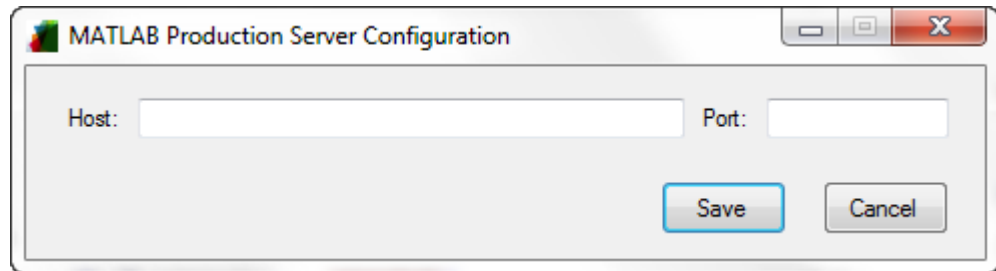 MATLAB Production Server Configuration
Host: Port:
Save Cancel